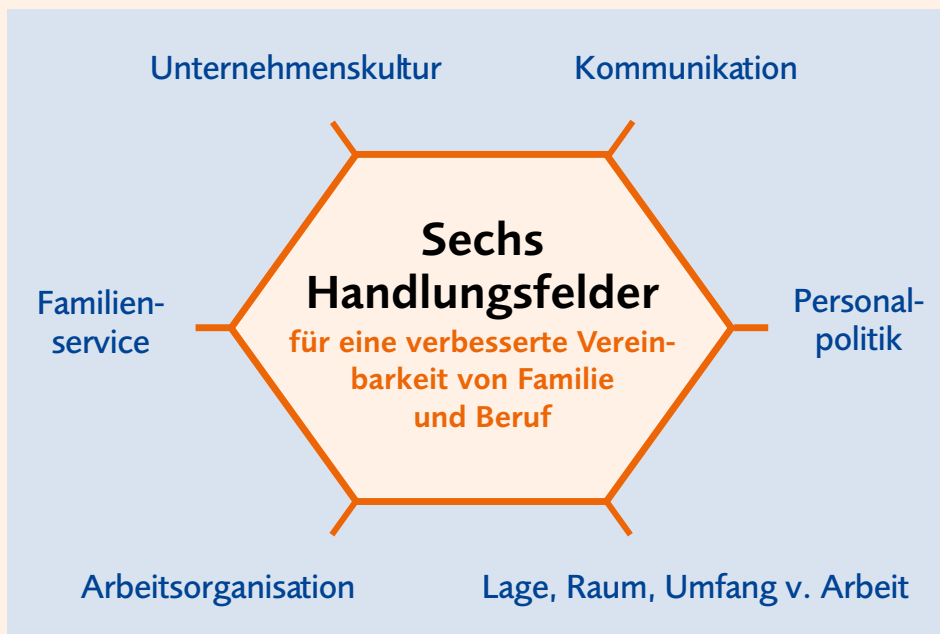 Unternehmenskultur
Kommunikation
Sechs
Handlungsfelder
für eine verbesserte Verein-
barkeit von Familie
und Beruf
Familien-
service
Personal-
politik
Arbeitsorganisation
Lage, Raum, Umfang v. Arbeit